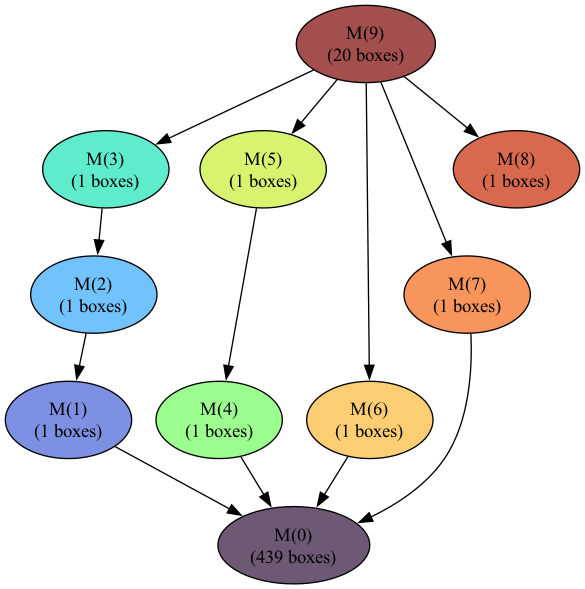 M(9)
(20 boxes)
M(3)
(1 boxes)
M(5)
(1 boxes)
M(8)
(1 boxes)
M(2)
(1 boxes)
M(7)
(1 boxes)
M(1)
(1 boxes)
M(4)
(1 boxes)
M(6)
(1 boxes)
M(0)
(439 boxes)